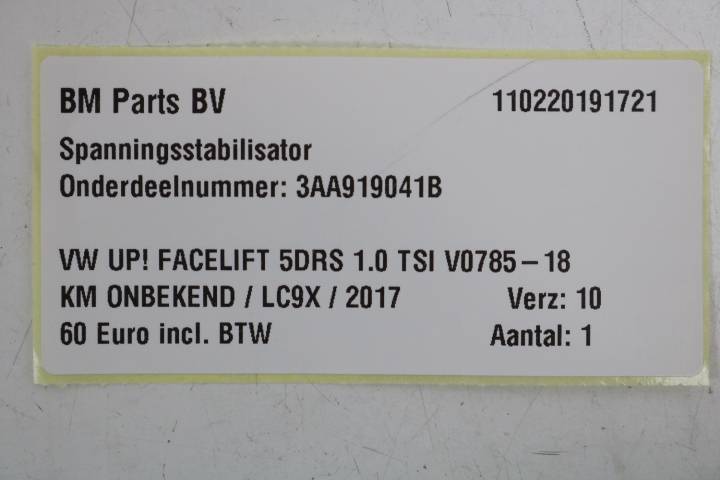 BM Parts BV 110220191721
Spanningsstabilisator
Onderdeelnummer: 3AA919041B
VW UP! FACELIFT 5DRS 1.0 TSI V0785-18
KM ONBEKEND / LC9X / 2017 Verz: 10
60 Euro incl. BTW Aantal: 1